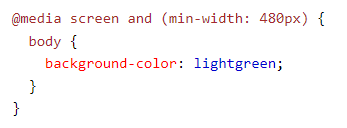 @media screen and (min-width: 480px) {
  body {
    background-color: lightgreen;
  }
}